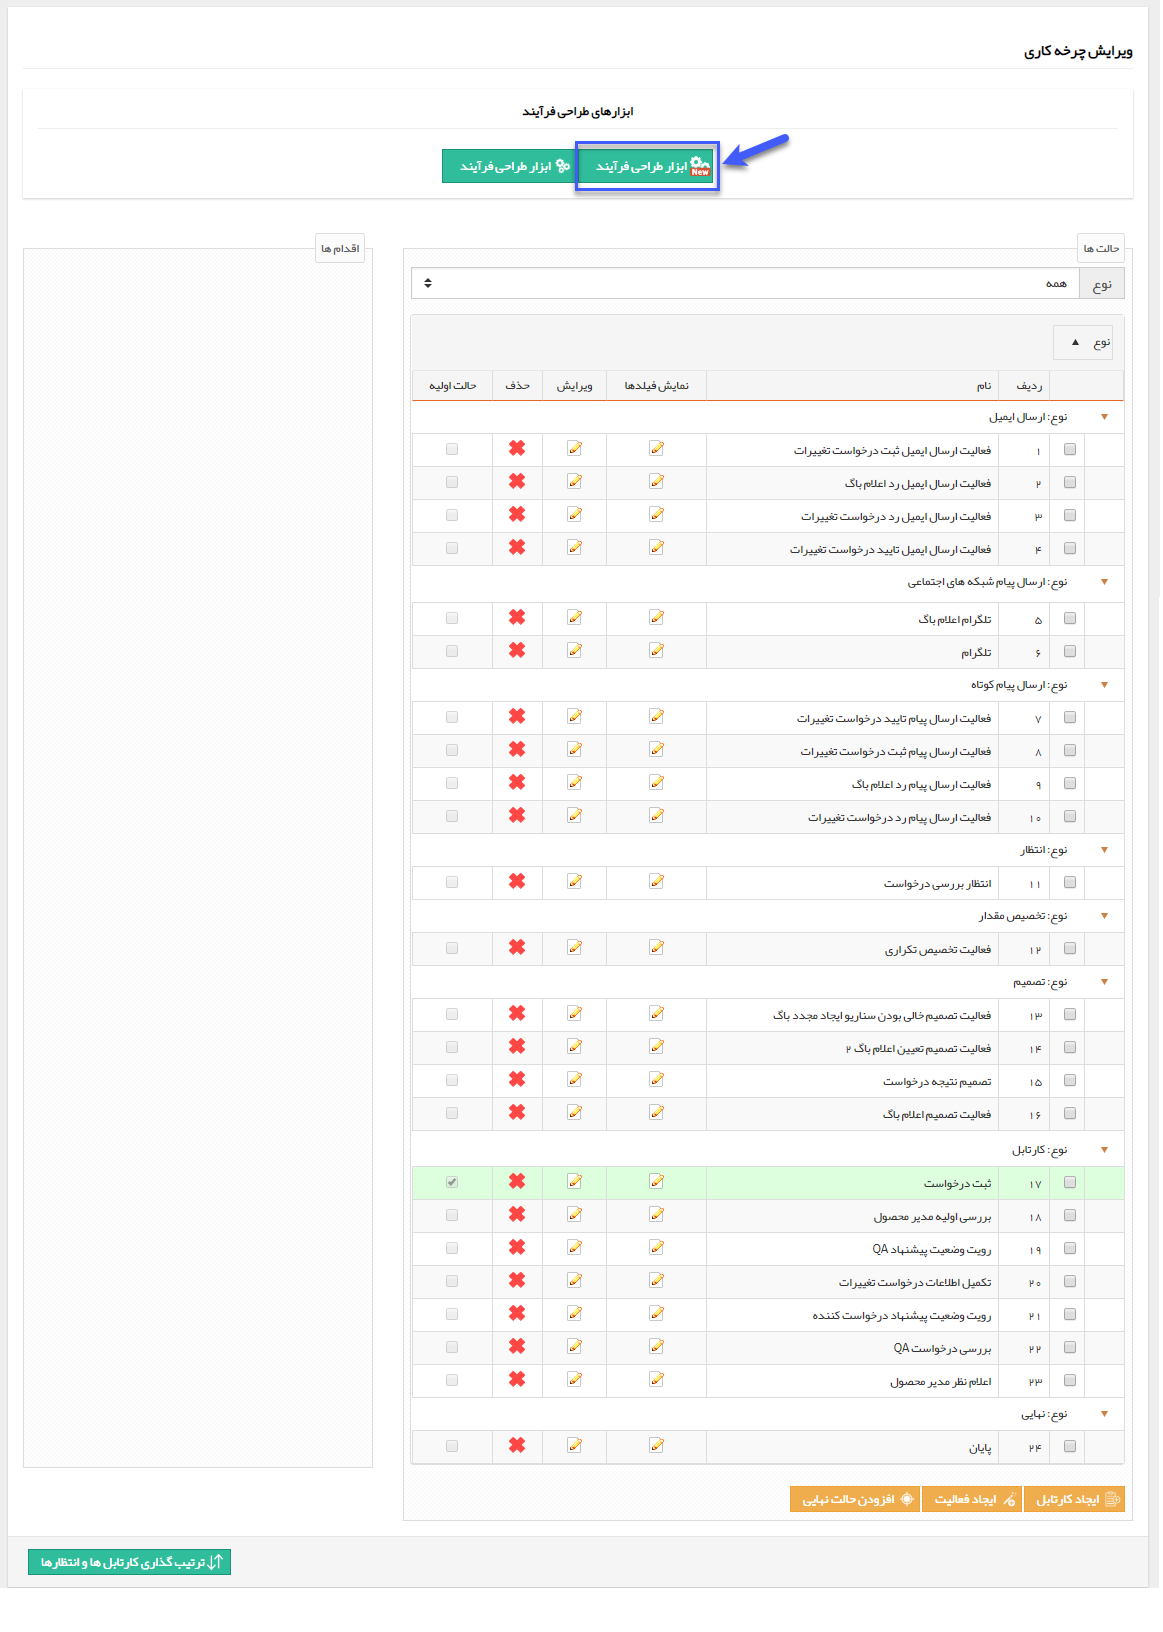 ویرایش چرخه کاری
ابزارهای طراحی فرآیند
New ابزار طراحی فرآیند
ابزار طراحی فرآیند
حالت ها
نوع همه
نوع
ردیف نام نمایش فیلدها ویرایش حذف حالت اولیه
نوع: ارسال ایمیل
۱ فعالیت ارسال ایمیل ثبت درخواست تغییرات
۲ فعالیت ارسال ایمیل رد اعلام باگ
۳ فعالیت ارسال ایمیل رد درخواست تغییرات
۴ فعالیت ارسال ایمیل تایید درخواست تغییرات
نوع: ارسال پیام شبکه های اجتماعی
۵ تلگرام اعلام باگ
۶ تلگرام
نوع: ارسال پیام کوتاه
۷ فعالیت ارسال پیام تایید درخواست تغییرات
۸ فعالیت ارسال پیام ثبت درخواست تغییرات
۹ فعالیت ارسال پیام رد اعلام باگ
۱۰ فعالیت ارسال پیام رد درخواست تغییرات
نوع: انتظار
۱۱ انتظار بررسی درخواست
نوع: تخصیص مقدار
۱۲ فعالیت تخصیص تکراری
نوع: تصمیم
۱۳ فعالیت تصمیم خالی بودن سناریو ایجاد مجدد باگ
۱۴ فعالیت تصمیم تعیین اعلام باگ ۲
۱۵ تصمیم نتیجه درخواست
۱۶ فعالیت تصمیم اعلام باگ
نوع: کارتابل
۱۷ ثبت درخواست
۱۸ بررسی اولیه مدیر محصول
۱۹ رویت وضعیت پیشنهاد QA
۲۰ تکمیل اطلاعات درخواست تغییرات
۲۱ رویت وضعیت پیشنهاد درخواست کننده
۲۲ بررسی درخواست QA
۲۳ اعلام نظر مدیر محصول
نوع: نهایی
۲۴ پایان
ایجاد کارتابل
ایجاد فعالیت
افزودن حالت نهایی
اقدام ها
ترتیب گذاری کارتابل ها و انتظارها